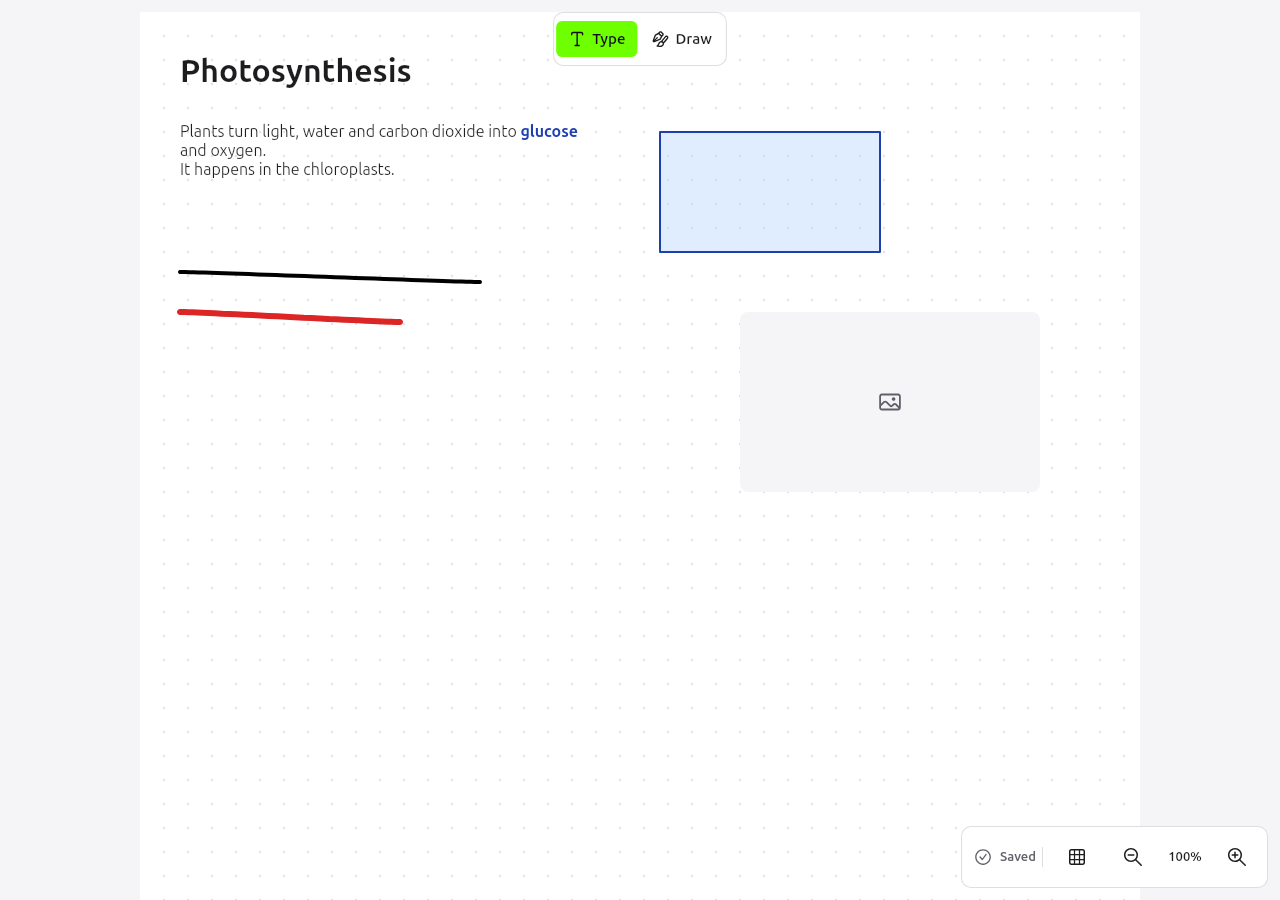 Type Draw
Photosynthesis
Plants turn light, water and carbon dioxide into glucose
and oxygen.
It happens in the chloroplasts.
Saved 100%